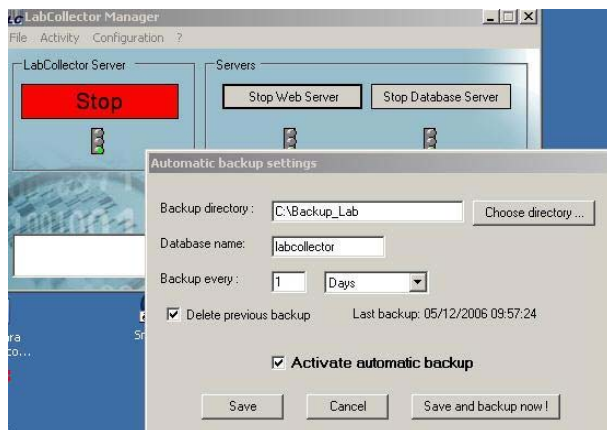 LabCollector Manager
File Activity Configuration ?
LabCollector Server
Servers
Stop
Stop Web Server
Stop Database Server
Automatic backup settings
Backup directory :
C:\Backup_Lab
Choose directory ...
Database name:
labcollector
Backup every :
1
Days
Delete previous backup
Last backup: 05/12/2006 09:57:24
Activate automatic backup
Save
Cancel
Save and backup now !